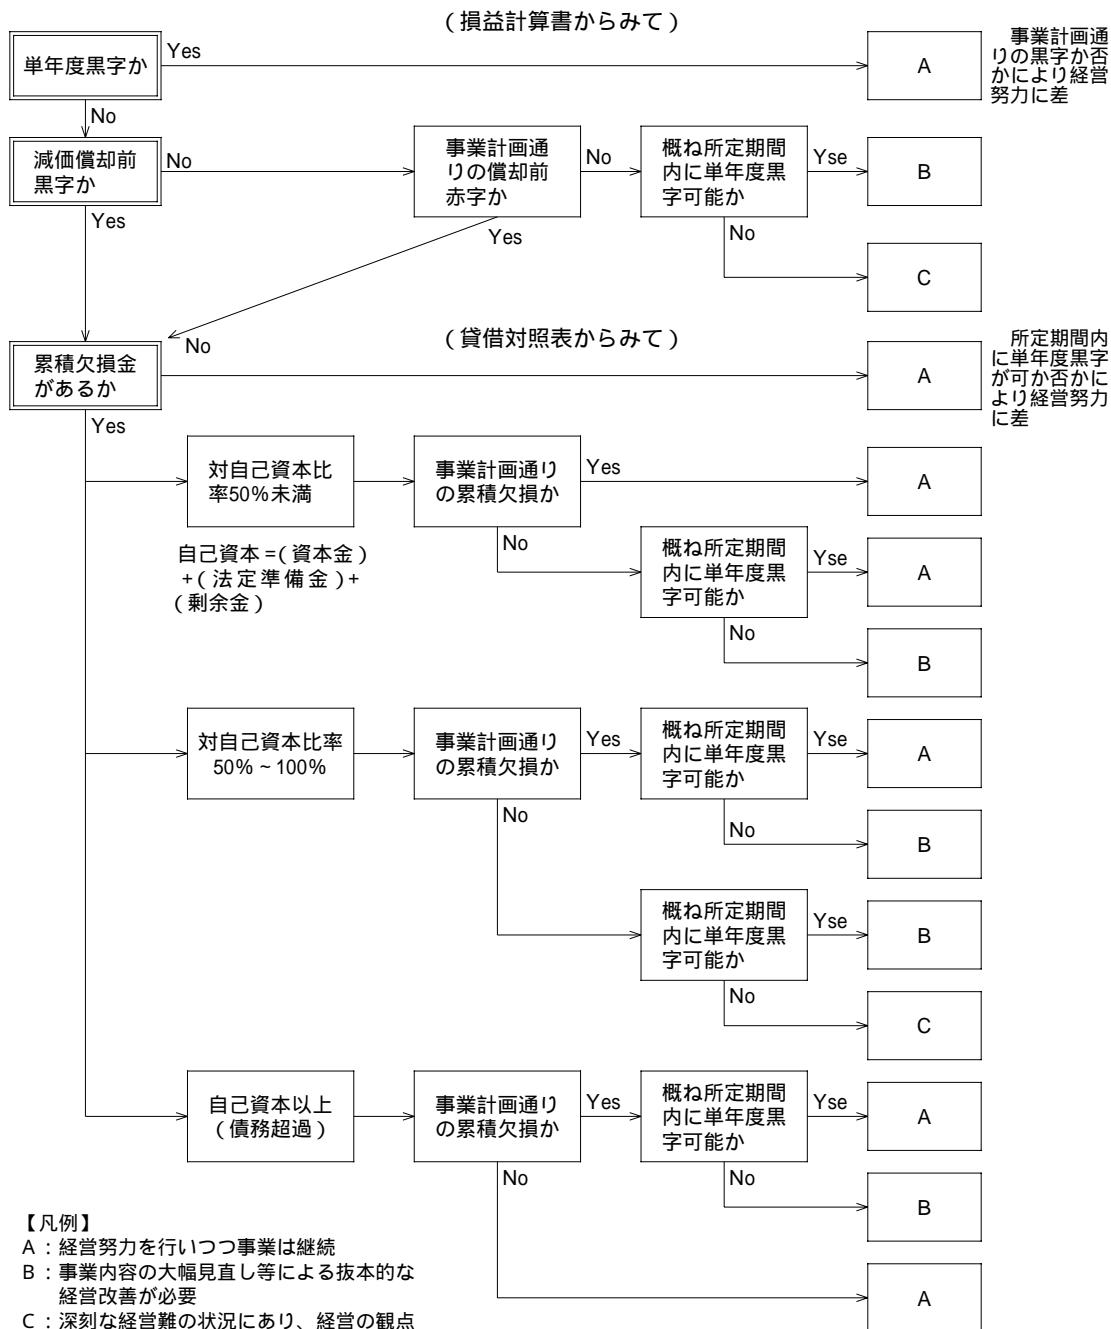 （損益計算書からみて）
単年度黒字か
Yes
A
事業計画通
りの黒字か否
かにより経営
努力に差
No
減価償却前
黒字か
No
事業計画通
りの償却前
赤字か
No
概ね所定期間
内に単年度黒
字可能か
Yse
B
Yes
Yes
No
C
（貸借対照表からみて）
累積欠損金
があるか
No
A
所定期間内
に単年度黒字
が可か否かに
より経営努力
に差
Yes
対自己資本比
率50％未満
事業計画通り
の累積欠損か
Yes
A
自己資本＝（資本金）
＋（法定準備金）＋
（剰余金）
No
概ね所定期間
内に単年度黒
字可能か
Yse
A
No
B
対自己資本比率
50％～100％
事業計画通り
の累積欠損か
Yes
概ね所定期間
内に単年度黒
字可能か
Yse
A
No
B
No
概ね所定期間
内に単年度黒
字可能か
Yse
B
No
C
自己資本以上
（債務超過）
事業計画通り
の累積欠損か
Yes
概ね所定期間
内に単年度黒
字可能か
Yse
A
No
B
No
A
【凡例】
A：経営努力を行いつつ事業は継続
B：事業内容の大幅見直し等による抜本的な
経営改善が必要
C：深刻な経営難の状況にあり、経営の観点